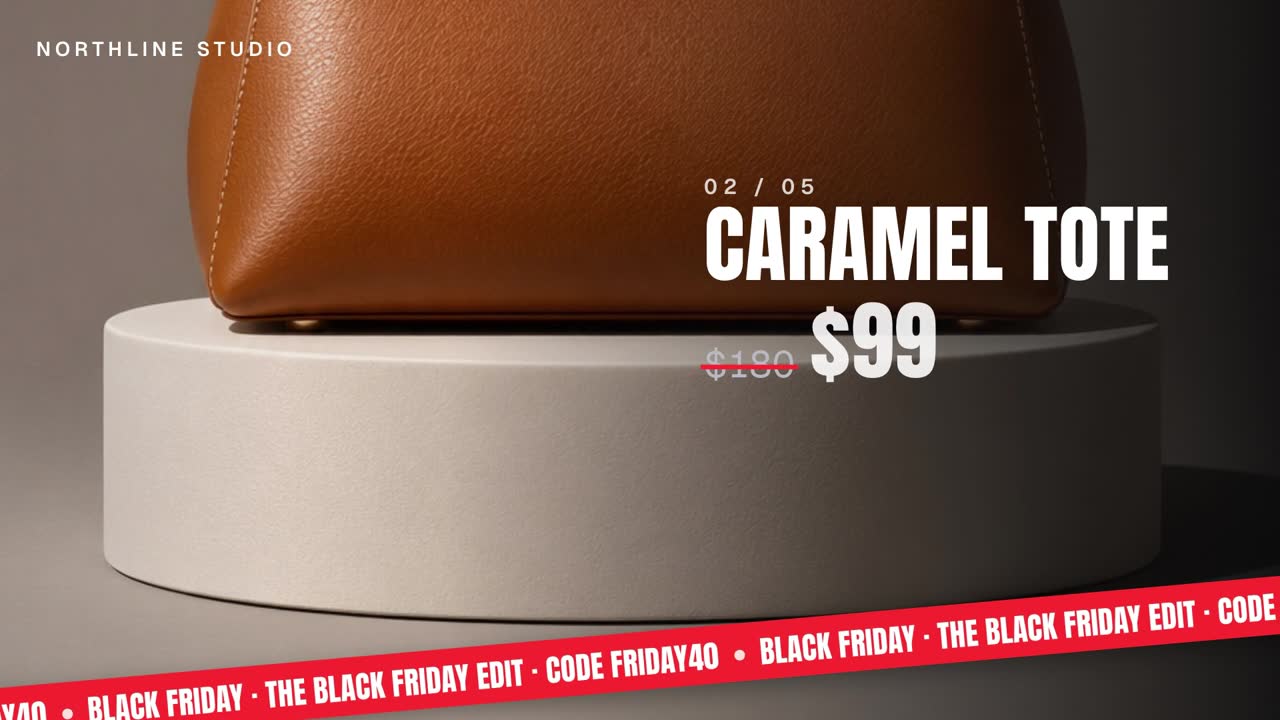 NORTHLINE STUDIO
02 / 05
CARAMEL TOTE
$180 $99
40 • BLACK FRIDAY · THE BLACK FRIDAY EDIT · CODE FRIDAY40 • BLACK FRIDAY · THE BLACK FRIDAY EDIT · CODE